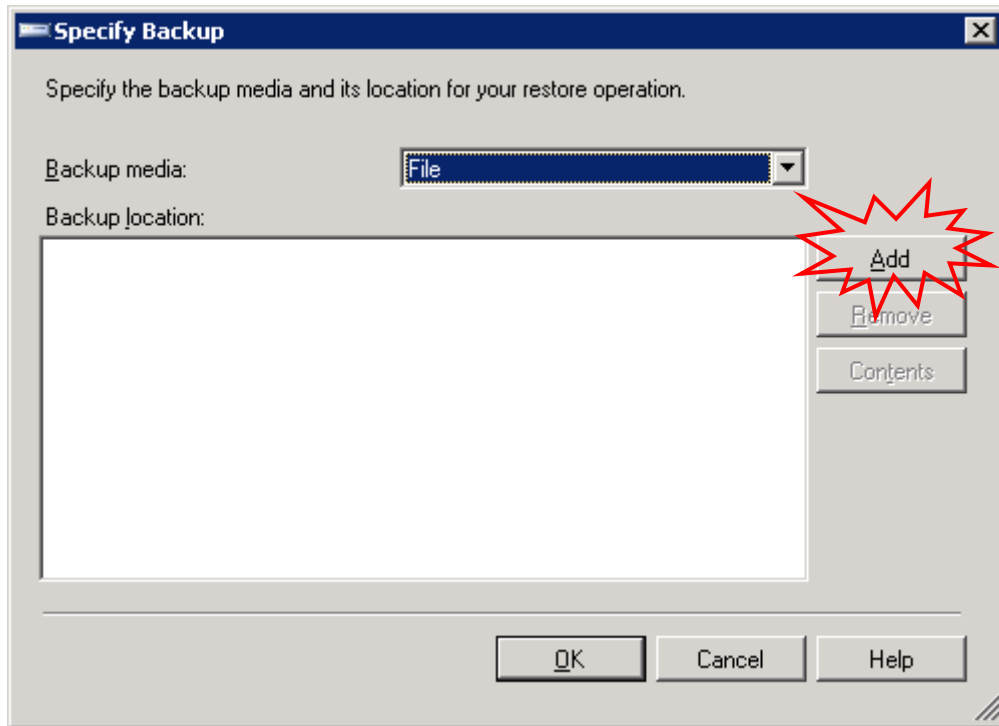 Specify Backup
Specify the backup media and its location for your restore operation.
Backup media:
File
Backup location:
Add
Remove
Contents
OK
Cancel
Help